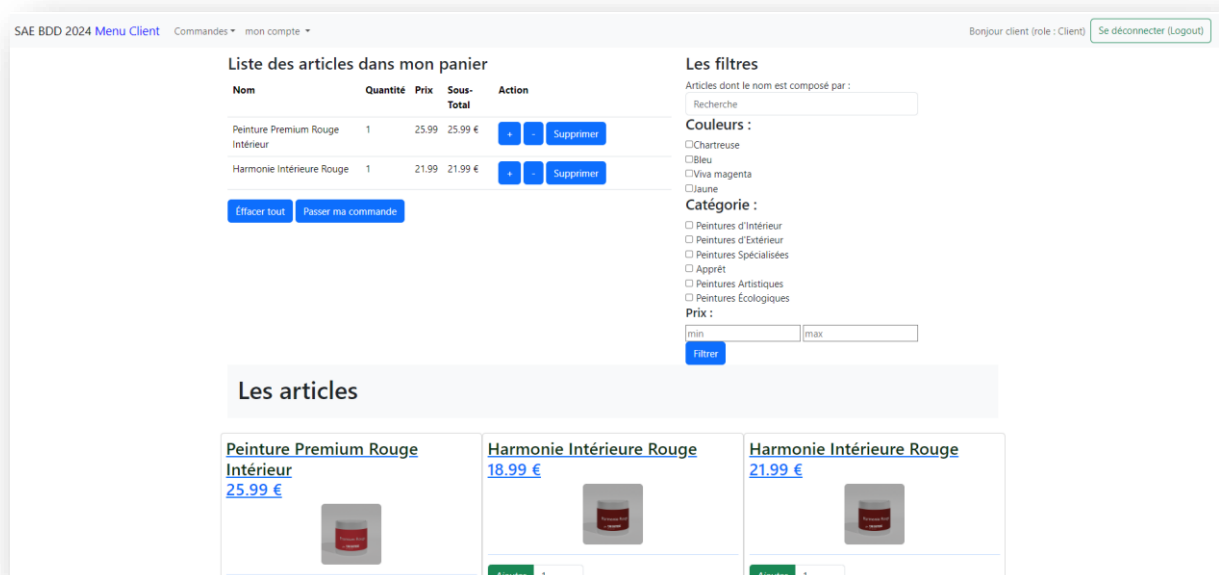 SAE BDD 2024 Menu Client Commandes mon compte Bonjour client (role : Client) Se déconnecter (Logout)
Liste des articles dans mon panier
Nom Quantité Prix Sous-Total Action
Peinture Premium Rouge Intérieur 1 25.99 25.99 € + - Supprimer
Harmonie Intérieure Rouge 1 21.99 21.99 € + - Supprimer
Éffacer tout Passer ma commande
Les filtres
Articles dont le nom est composé par :
Recherche
Couleurs :
Chartreuse
Bleu
Viva magenta
Jaune
Catégorie :
Peintures d'Intérieur
Peintures d'Extérieur
Peintures Spécialisées
Apprêt
Peintures Artistiques
Peintures Écologiques
Prix :
min max
Filtrer
Les articles
Peinture Premium Rouge
Intérieur
25.99 €
Harmonie Intérieure Rouge
18.99 €
Harmonie Intérieure Rouge
21.99 €
Ajouter 1
Ajouter 1